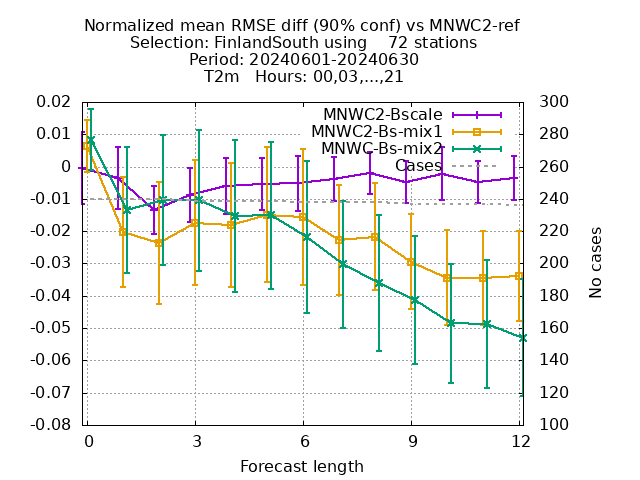 Normalized mean RMSE diff (90% conf) vs MNWC2-ref
Selection: FinlandSouth using 72 stations
Period: 20240601-20240630
T2m Hours: 00,03,...,21
MNWC2-Bscale
MNWC2-Bs-mix1
MNWC-Bs-mix2
Cases
0.02
0.01
0
-0.01
-0.02
-0.03
-0.04
-0.05
-0.06
-0.07
-0.08
300
280
260
240
220
200
180
160
140
120
100
No cases
0 3 6 9 12
Forecast length